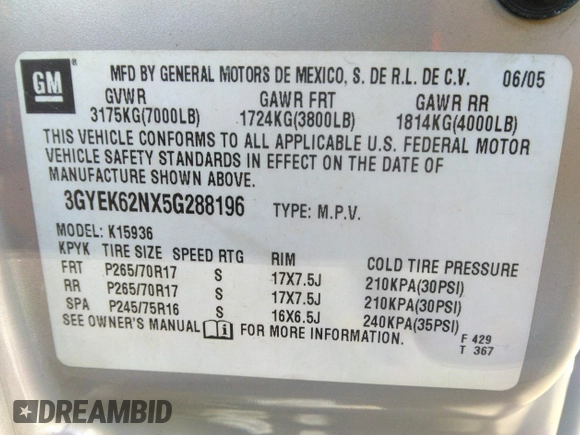 GM ®
MFD BY GENERAL MOTORS DE MEXICO, S. DE R.L. DE C.V. 06/05
GVWR GAWR FRT GAWR RR
3175KG(7000LB) 1724KG(3800LB) 1814KG(4000LB)
THIS VEHICLE CONFORMS TO ALL APPLICABLE U.S. FEDERAL MOTOR
VEHICLE SAFETY STANDARDS IN EFFECT ON THE DATE OF
MANUFACTURE SHOWN ABOVE.
3GYEK62NX5G288196 TYPE: M.P.V.
MODEL: K15936
KPYK TIRE SIZE SPEED RTG RIM COLD TIRE PRESSURE
FRT P265/70R17 S 17X7.5J 210KPA(30PSI)
RR P265/70R17 S 17X7.5J 210KPA(30PSI)
SPA P245/75R16 S 16X6.5J 240KPA(35PSI)
SEE OWNER'S MANUAL FOR MORE INFORMATION.
F 429
T 367
DREAMBID